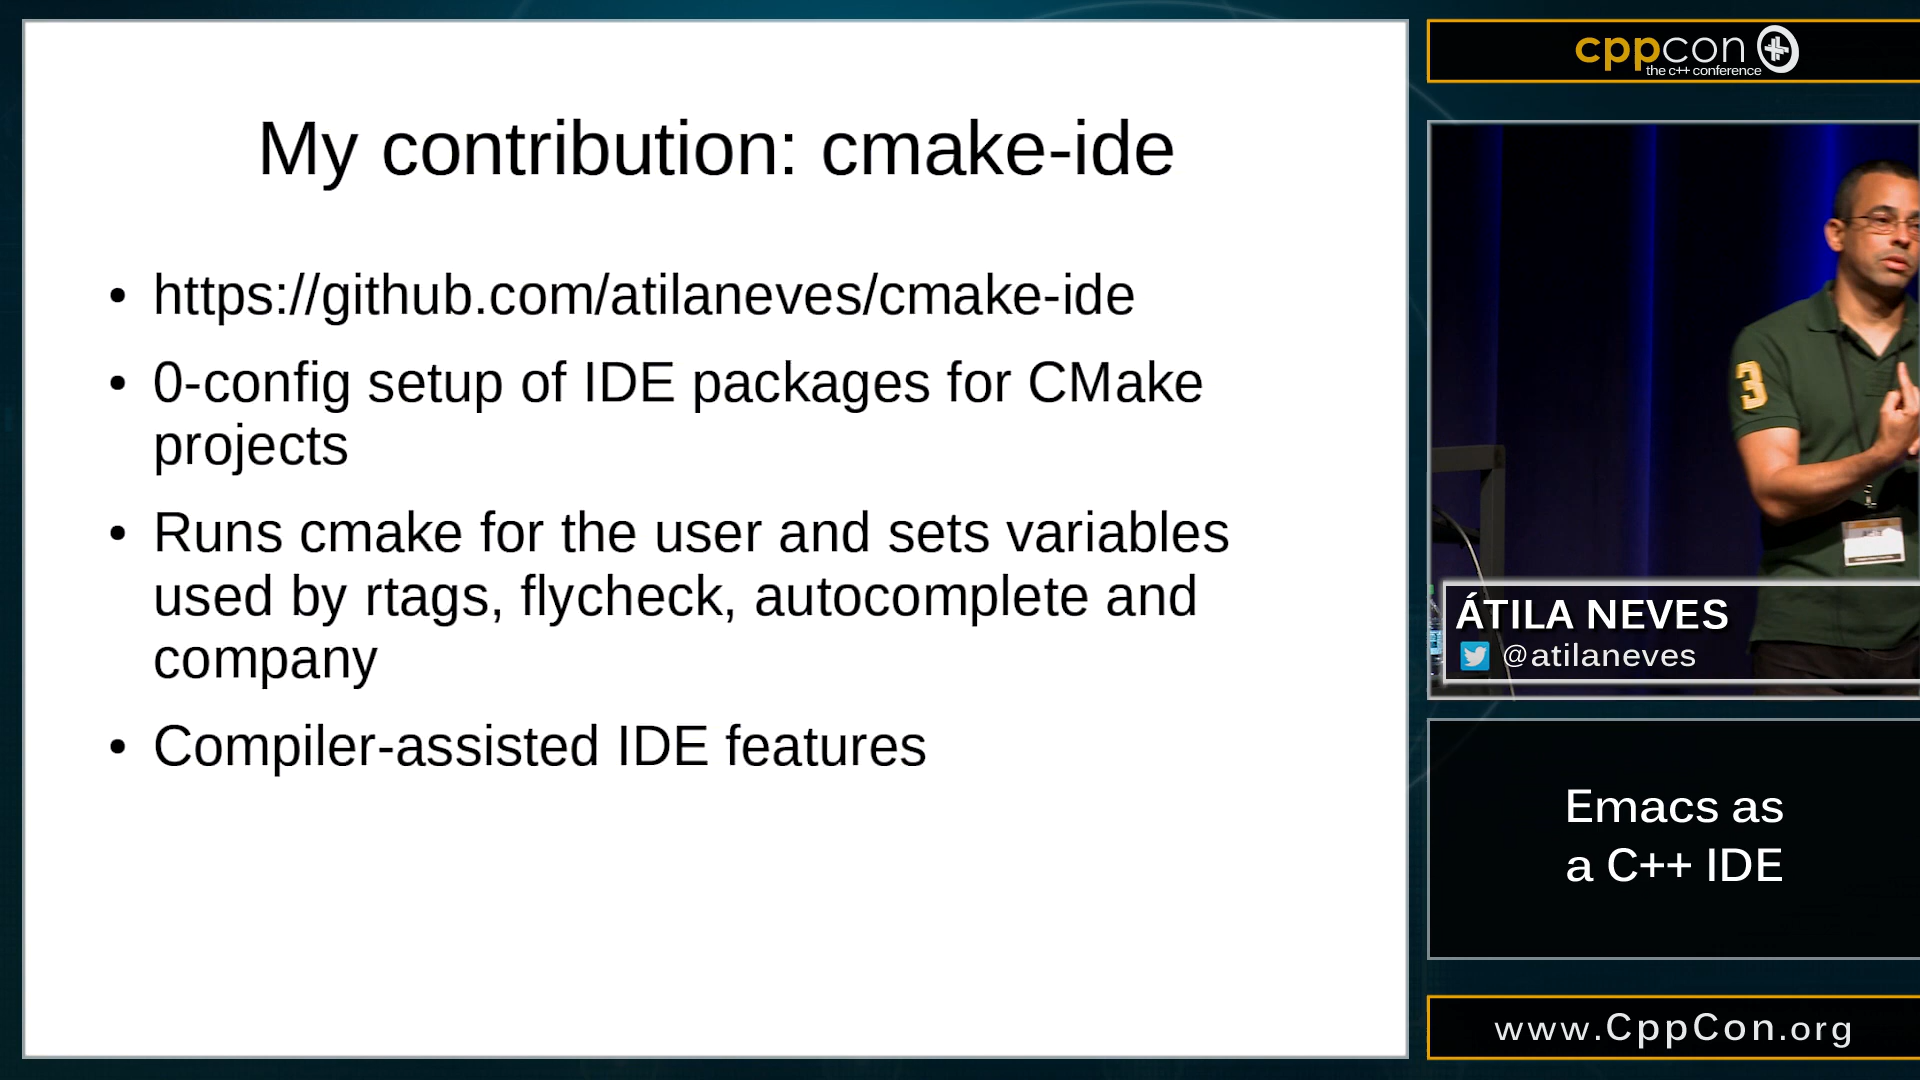 My contribution: cmake-ide
• https://github.com/atilaneves/cmake-ide
• 0-config setup of IDE packages for CMake
projects
• Runs cmake for the user and sets variables
used by rtags, flycheck, autocomplete and
company
• Compiler-assisted IDE features
cppcon
the c++ conference
3
ÁTILA NEVES
@atilaneves
Emacs as
a C++ IDE
www.CppCon.org